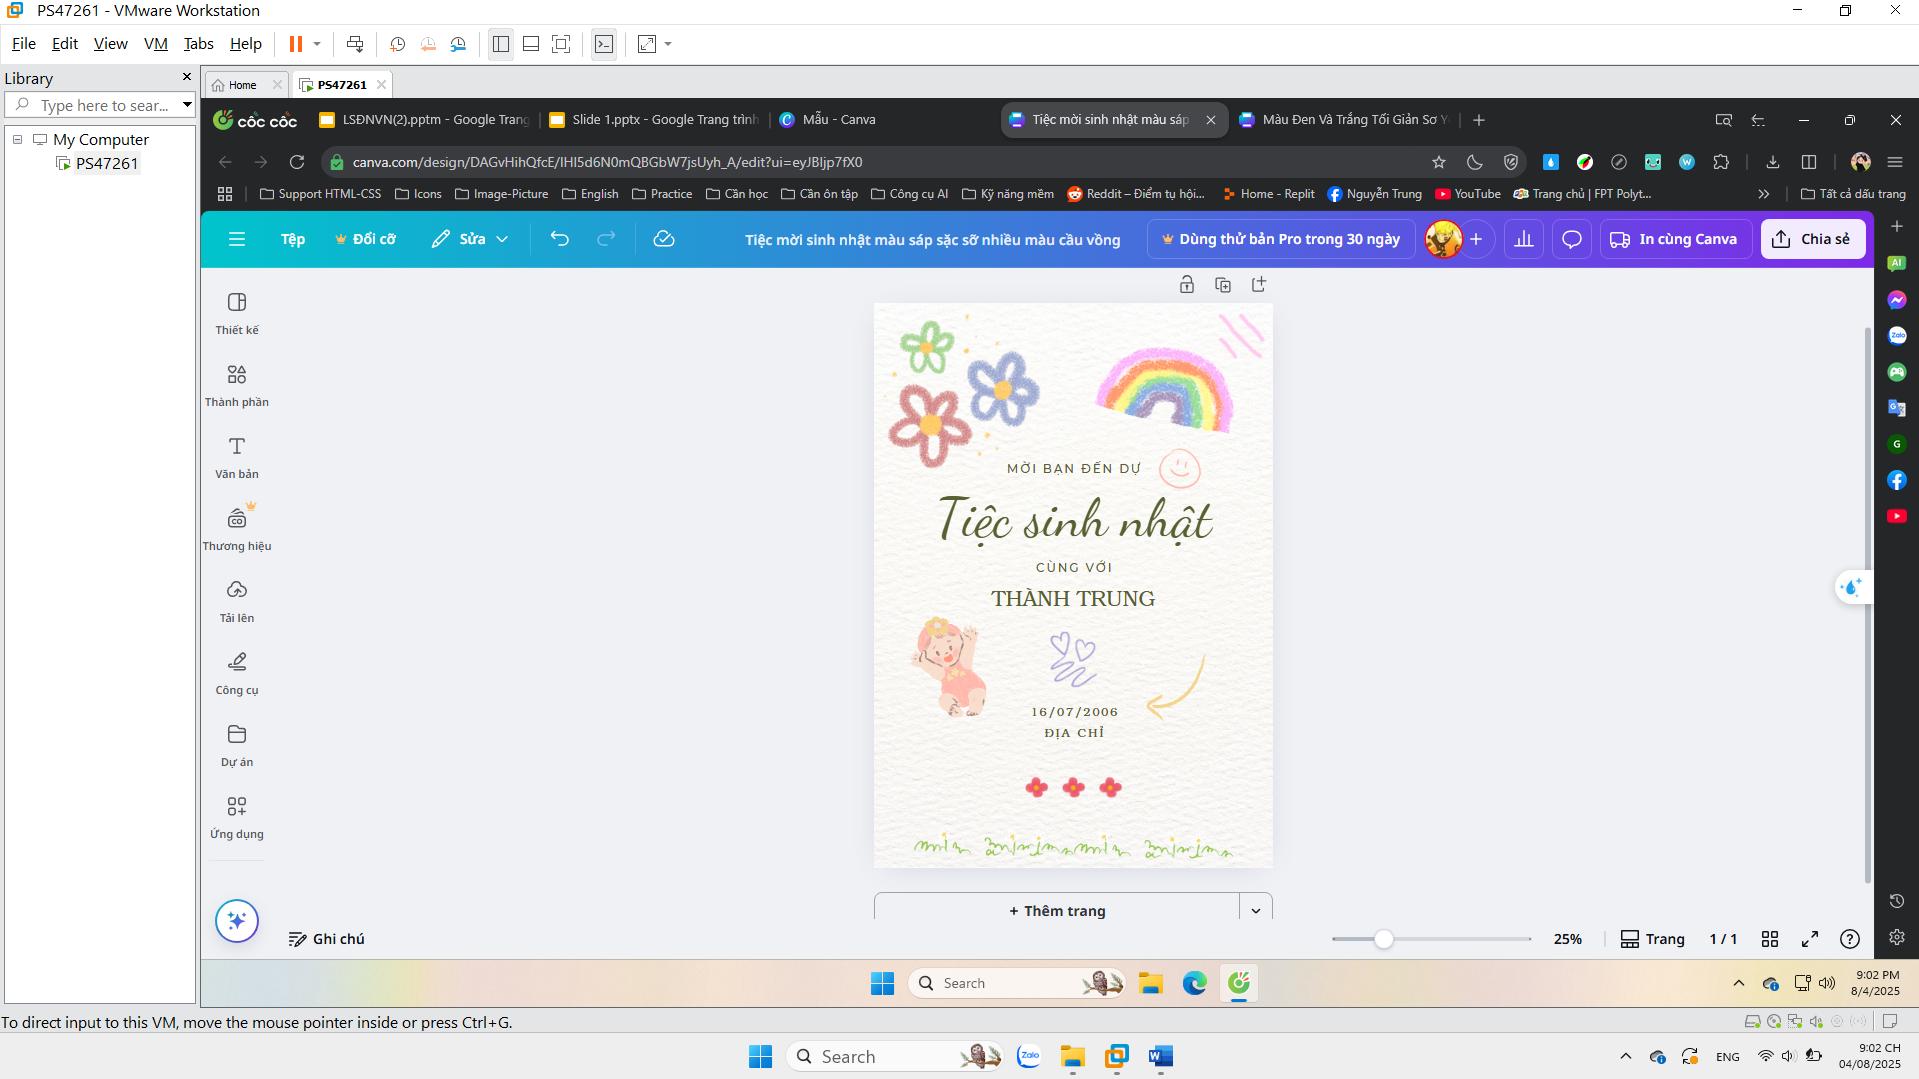 PS47261 - VMware Workstation
File Edit View VM Tabs Help
Library
Type here to sear...
My Computer
PS47261
Home
PS47261
cốc cốc
LSĐNVN(2).pptm - Google Trang
Slide 1.pptx - Google Trang trình
Mẫu - Canva
Tiệc mời sinh nhật màu sáp
Màu Đen Và Trắng Tối Giản Sơ Y
canva.com/design/DAGvHihQfcE/IHI5d6N0mQBGbW7jsUyh_A/edit?ui=eyJBIjp7fX0
Support HTML-CSS
Icons
Image-Picture
English
Practice
Cần học
Cần ôn tập
Công cụ AI
Kỹ năng mềm
Reddit – Điểm tụ hội...
Home - Replit
Nguyễn Trung
YouTube
Trang chủ | FPT Polyt...
Tất cả dấu trang
Tệp
Đổi cỡ
Sửa
Tiệc mời sinh nhật màu sáp sặc sỡ nhiều màu cầu vồng
Dùng thử bản Pro trong 30 ngày
In cùng Canva
Chia sẻ
Thiết kế
Thành phần
Văn bản
Thương hiệu
Tải lên
Công cụ
Dự án
Ứng dụng
MỜI BẠN ĐẾN DỰ
Tiệc sinh nhật
CÙNG VỚI
THÀNH TRUNG
16/07/2006
ĐỊA CHỈ
+ Thêm trang
Ghi chú
25%
Trang
1 / 1
Search
9:02 PM
8/4/2025
To direct input to this VM, move the mouse pointer inside or press Ctrl+G.
Search
Zalo
ENG
9:02 CH
04/08/2025